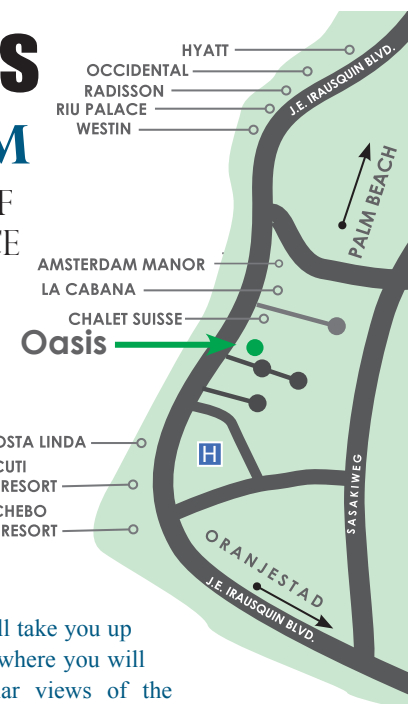 S
HYATT
OCCIDENTAL
RADISSON
RIU PALACE
WESTIN
J.E. IRAUSQUIN BLVD.
M
F
CE
PALM BEACH
AMSTERDAM MANOR
LA CABANA
CHALET SUISSE
Oasis
OSTA LINDA
H
CUTI
RESORT
CHEBO
RESORT
SASAKIWEG
ORANJESTAD
J.E. IRAUSQUIN BLVD.
ll take you up
where you will
ar views of the